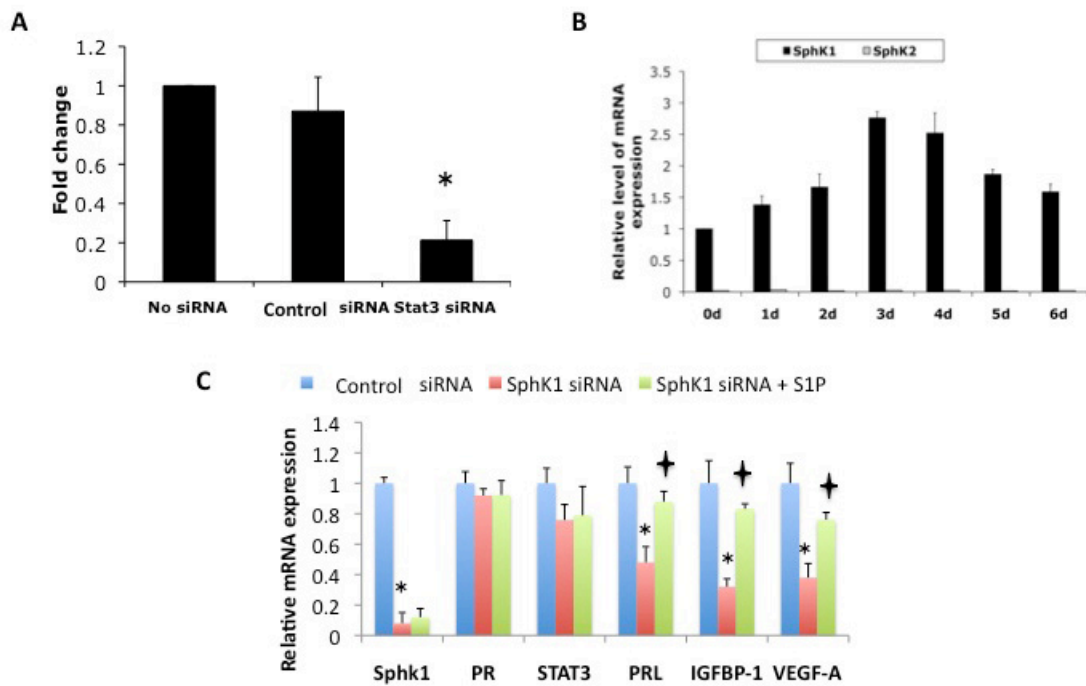 A
Fold change
1.2
1
0.8
0.6
0.4
0.2
0
*
No siRNA
Control siRNA
Stat3 siRNA
B
SphK1 SphK2
Relative level of mRNA
expression
3.5
3
2.5
2
1.5
1
0.5
0
0d 1d 2d 3d 4d 5d 6d
C
Control siRNA SphK1 siRNA SphK1 siRNA + S1P
Relative mRNA expression
1.4
1.2
1
0.8
0.6
0.4
0.2
0
* * * *
Sphk1 PR STAT3 PRL IGFBP-1 VEGF-A